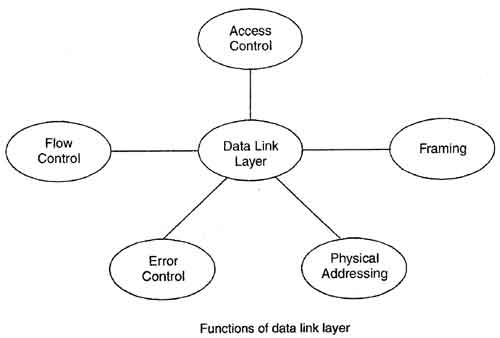 Access
Control
Flow
Control
Data Link
Layer
Framing
Error
Control
Physical
Addressing
Functions of data link layer